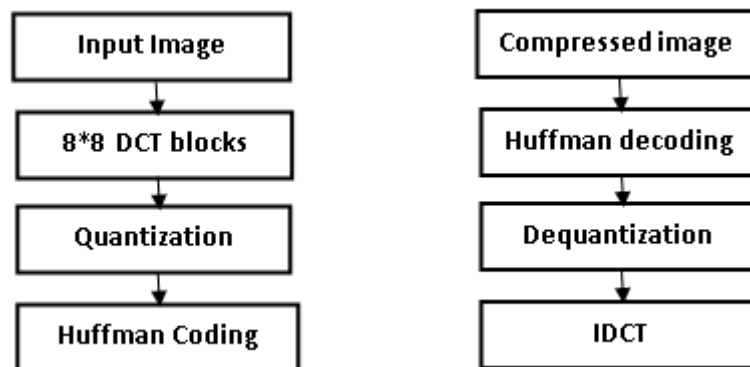 Input Image
8*8 DCT blocks
Quantization
Huffman Coding
Compressed image
Huffman decoding
Dequantization
IDCT